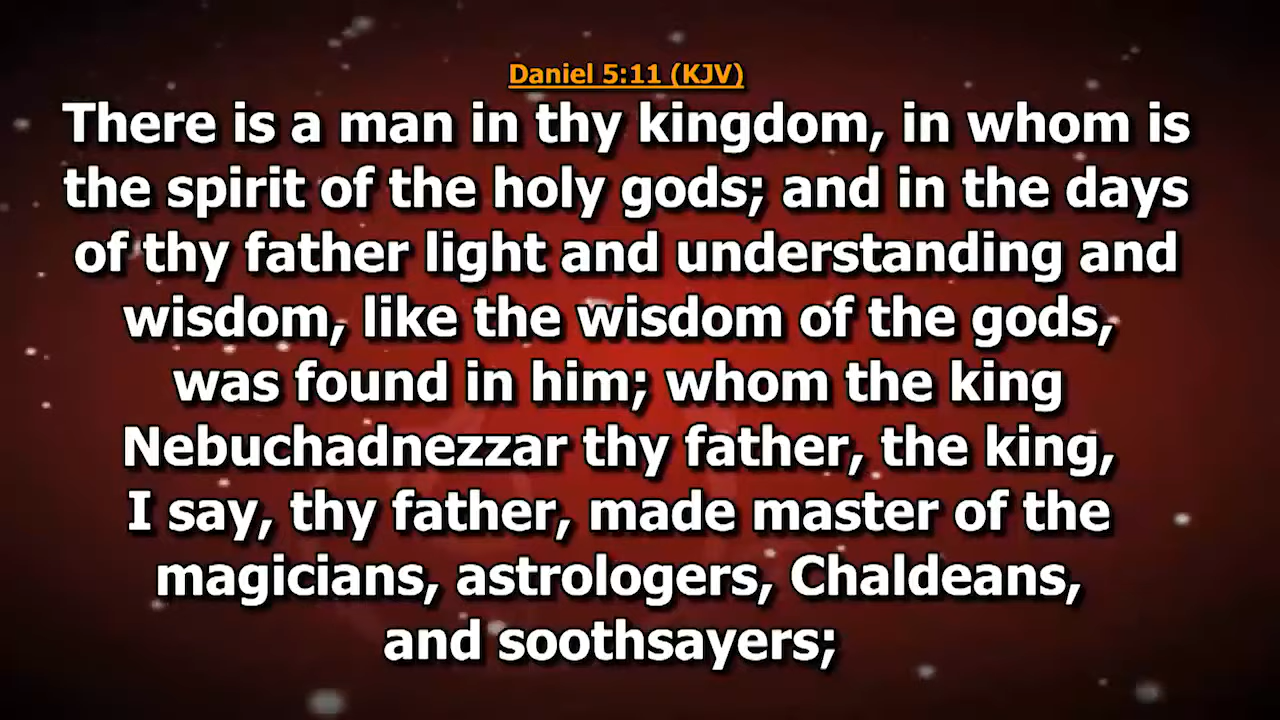 Daniel 5:11 (KJV)
There is a man in thy kingdom, in whom is
the spirit of the holy gods; and in the days
of thy father light and understanding and
wisdom, like the wisdom of the gods,
was found in him; whom the king
Nebuchadnezzar thy father, the king,
I say, thy father, made master of the
magicians, astrologers, Chaldeans,
and soothsayers;